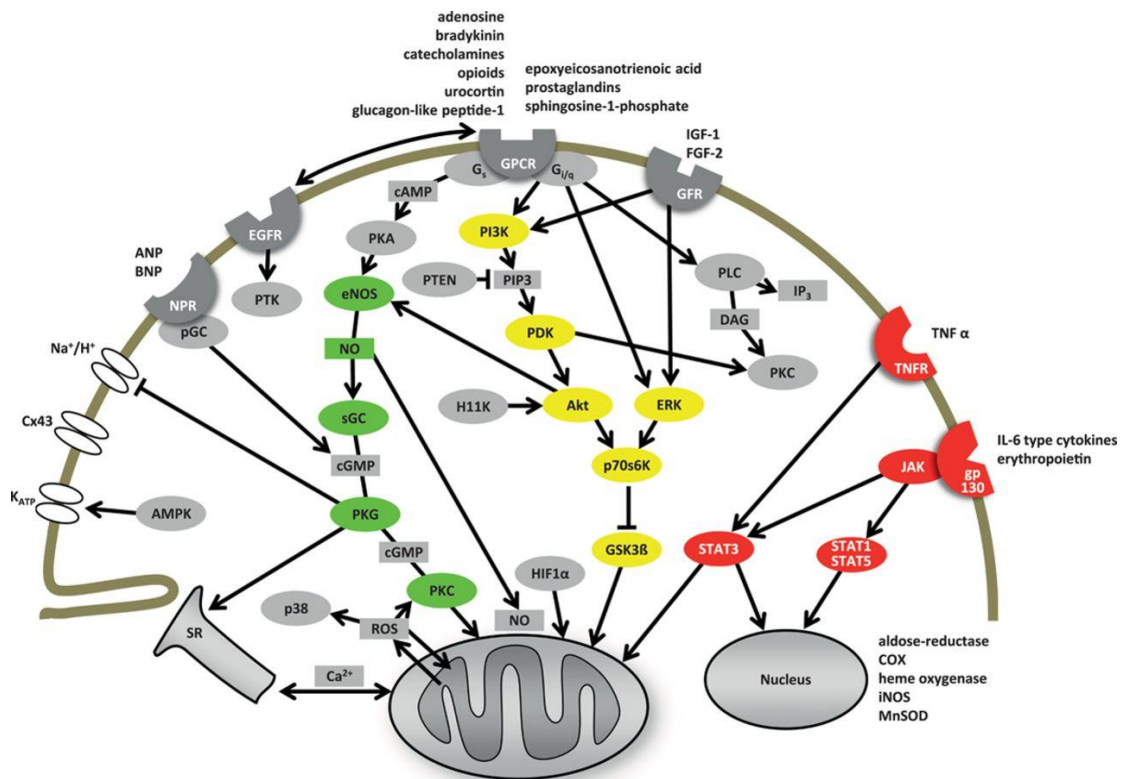 adenosine
bradykinin
catecholamines
opioids
urocortin
glucagon-like peptide-1
epoxyeicosanotrienoic acid
prostaglandins
sphingosine-1-phosphate
IGF-1
FGF-2
GPCR
Gs
Gi/q
GFR
cAMP
EGFR
PKA
PI3K
ANP
BNP
PTK
PTEN
PIP3
PLC
IP3
eNOS
NPR
pGC
DAG
PDK
TNF α
TNFR
Na⁺/H⁺
NO
PKC
H11K
Akt
ERK
Cx43
sGC
IL-6 type cytokines
erythropoietin
cGMP
p70s6K
JAK
gp
130
KATP
AMPK
PKG
cGMP
GSK3ß
STAT3
STAT1
STAT5
HIF1α
PKC
p38
ROS
NO
SR
Ca²⁺
Nucleus
aldose-reductase
COX
heme oxygenase
iNOS
MnSOD